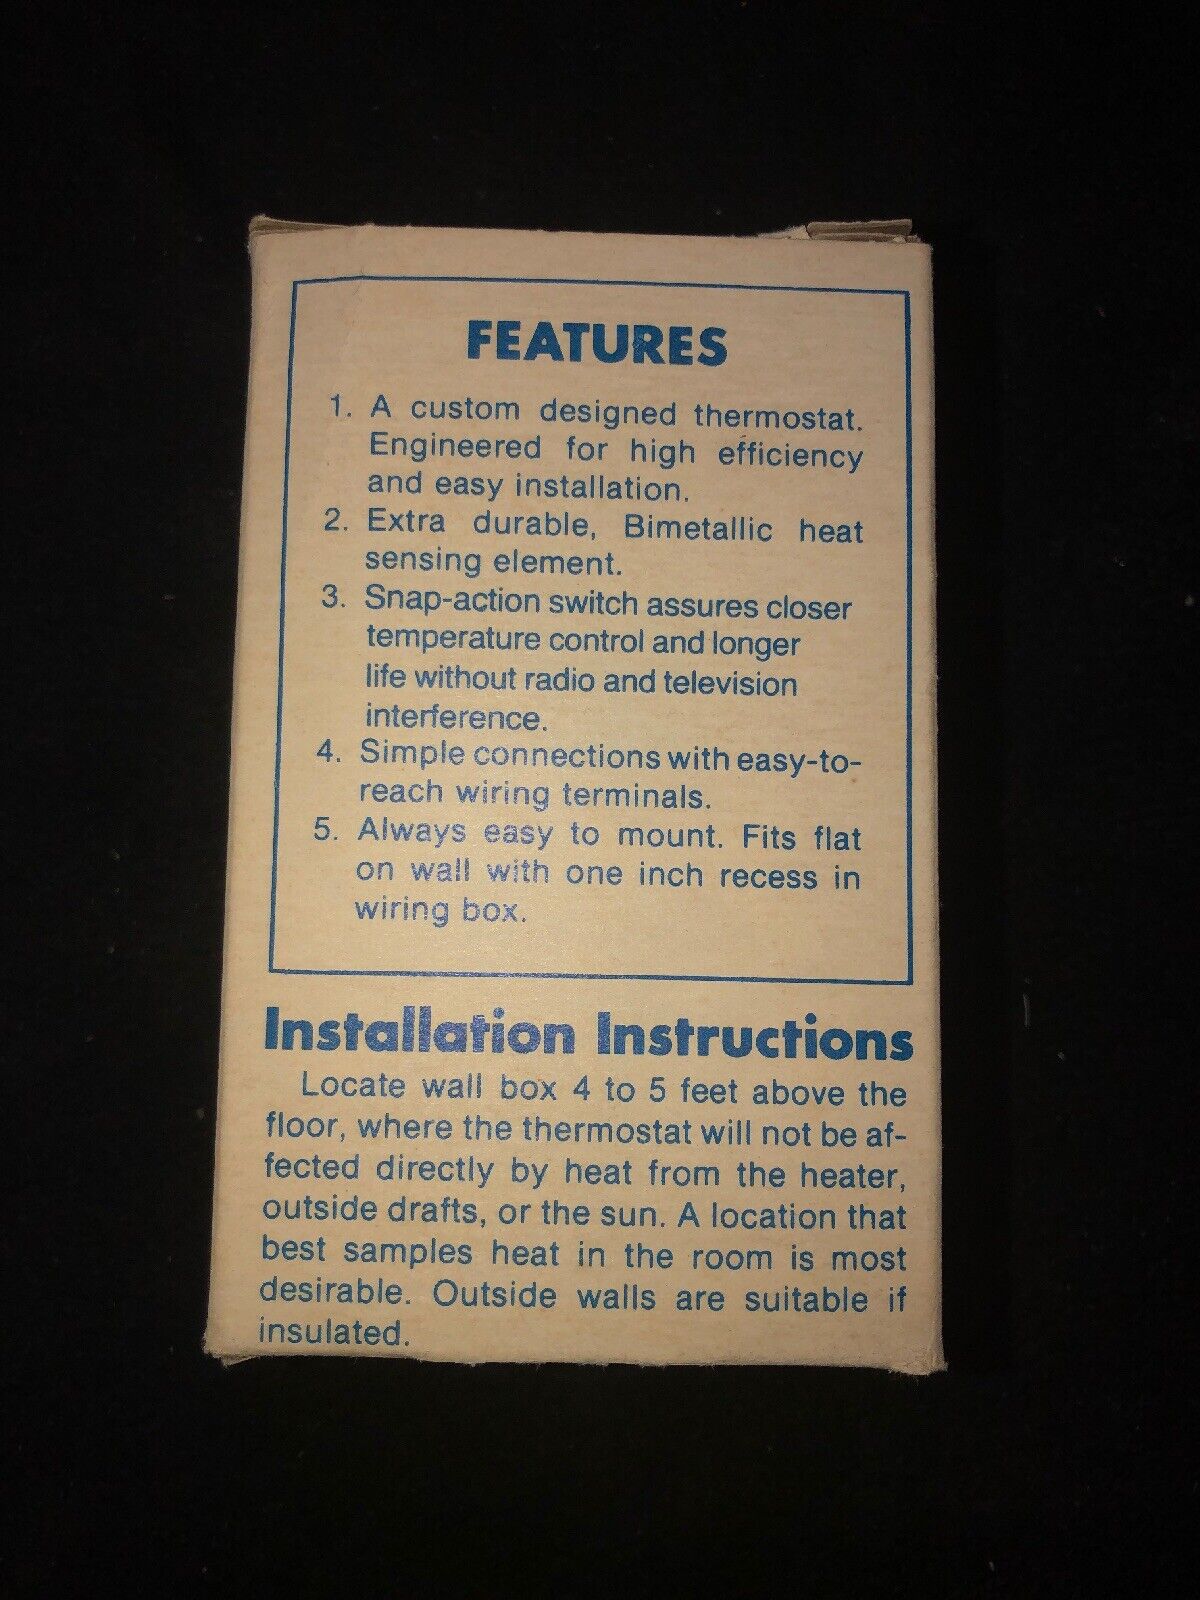 FEATURES
1. A custom designed thermostat.
Engineered for high efficiency
and easy installation.
2. Extra durable, Bimetallic heat
sensing element.
3. Snap-action switch assures closer
temperature control and longer
life without radio and television
interference.
4. Simple connections with easy-to-
reach wiring terminals.
5. Always easy to mount. Fits flat
on wall with one inch recess in
wiring box.
Installation Instructions
Locate wall box 4 to 5 feet above the
floor, where the thermostat will not be af-
fected directly by heat from the heater,
outside drafts, or the sun. A location that
best samples heat in the room is most
desirable. Outside walls are suitable if
insulated.